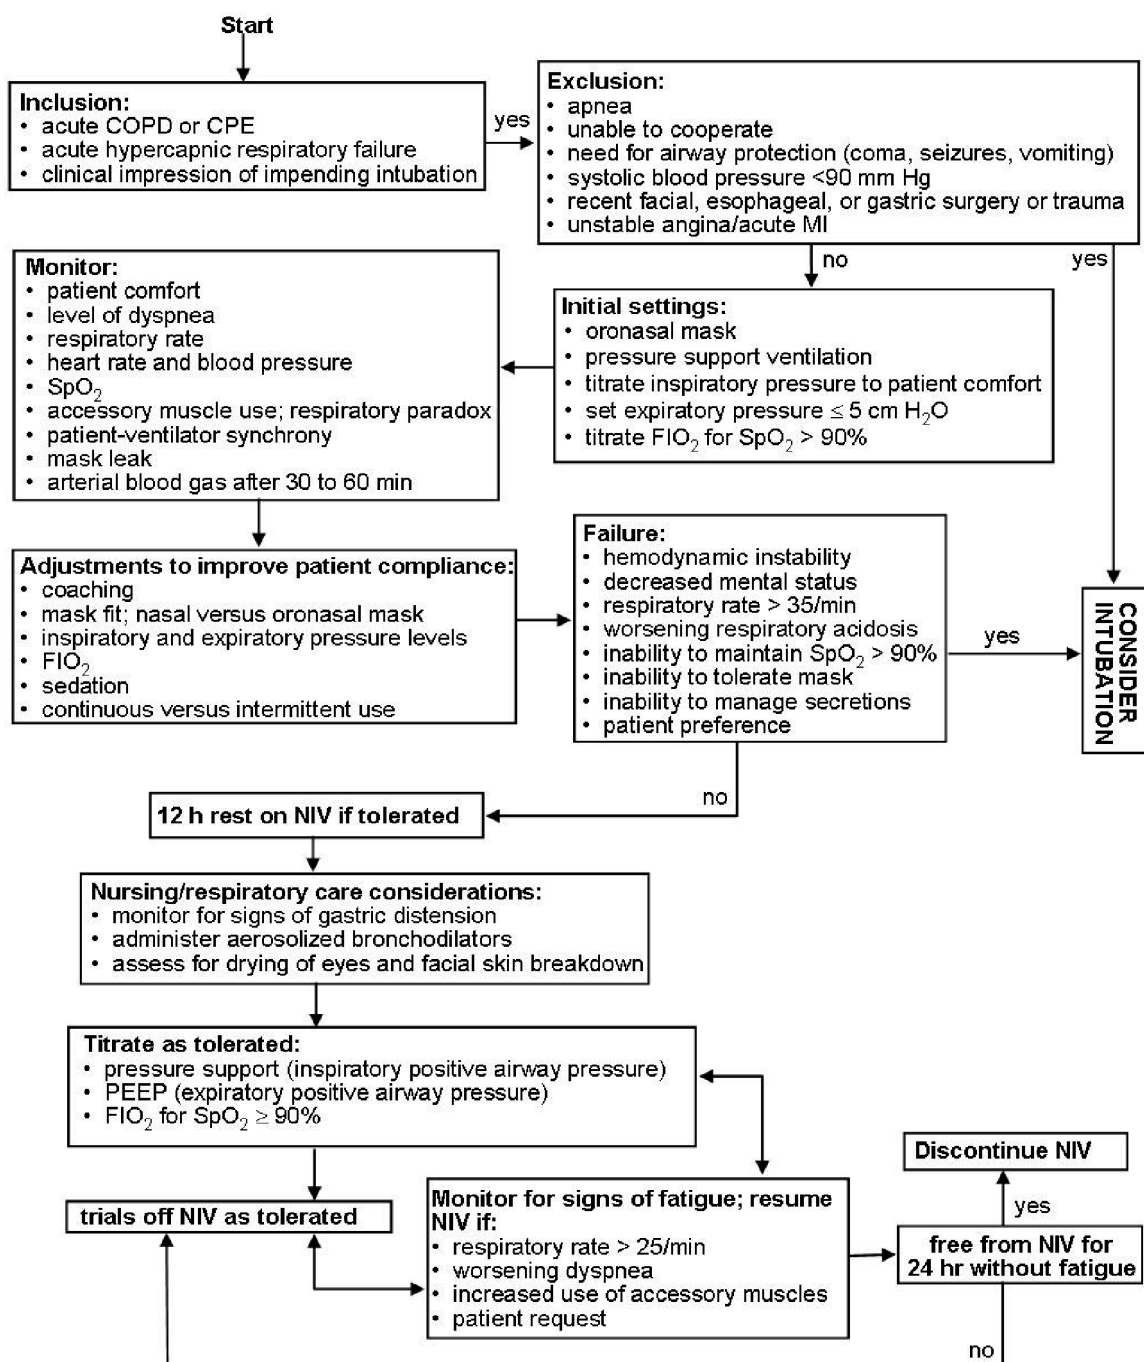 Start
Inclusion:
• acute COPD or CPE
• acute hypercapnic respiratory failure
• clinical impression of impending intubation
yes
Exclusion:
• apnea
• unable to cooperate
• need for airway protection (coma, seizures, vomiting)
• systolic blood pressure <90 mm Hg
• recent facial, esophageal, or gastric surgery or trauma
• unstable angina/acute MI
no
yes
Initial settings:
• oronasal mask
• pressure support ventilation
• titrate inspiratory pressure to patient comfort
• set expiratory pressure ≤ 5 cm H₂O
• titrate FIO₂ for SpO₂ > 90%
Monitor:
• patient comfort
• level of dyspnea
• respiratory rate
• heart rate and blood pressure
• SpO₂
• accessory muscle use; respiratory paradox
• patient-ventilator synchrony
• mask leak
• arterial blood gas after 30 to 60 min
Adjustments to improve patient compliance:
• coaching
• mask fit; nasal versus oronasal mask
• inspiratory and expiratory pressure levels
• FIO₂
• sedation
• continuous versus intermittent use
Failure:
• hemodynamic instability
• decreased mental status
• respiratory rate > 35/min
• worsening respiratory acidosis
• inability to maintain SpO₂ > 90%
• inability to tolerate mask
• inability to manage secretions
• patient preference
yes
CONSIDER
INTUBATION
no
12 h rest on NIV if tolerated
Nursing/respiratory care considerations:
• monitor for signs of gastric distension
• administer aerosolized bronchodilators
• assess for drying of eyes and facial skin breakdown
Titrate as tolerated:
• pressure support (inspiratory positive airway pressure)
• PEEP (expiratory positive airway pressure)
• FIO₂ for SpO₂ ≥ 90%
trials off NIV as tolerated
Monitor for signs of fatigue; resume
NIV if:
• respiratory rate > 25/min
• worsening dyspnea
• increased use of accessory muscles
• patient request
Discontinue NIV
yes
free from NIV for
24 hr without fatigue
no